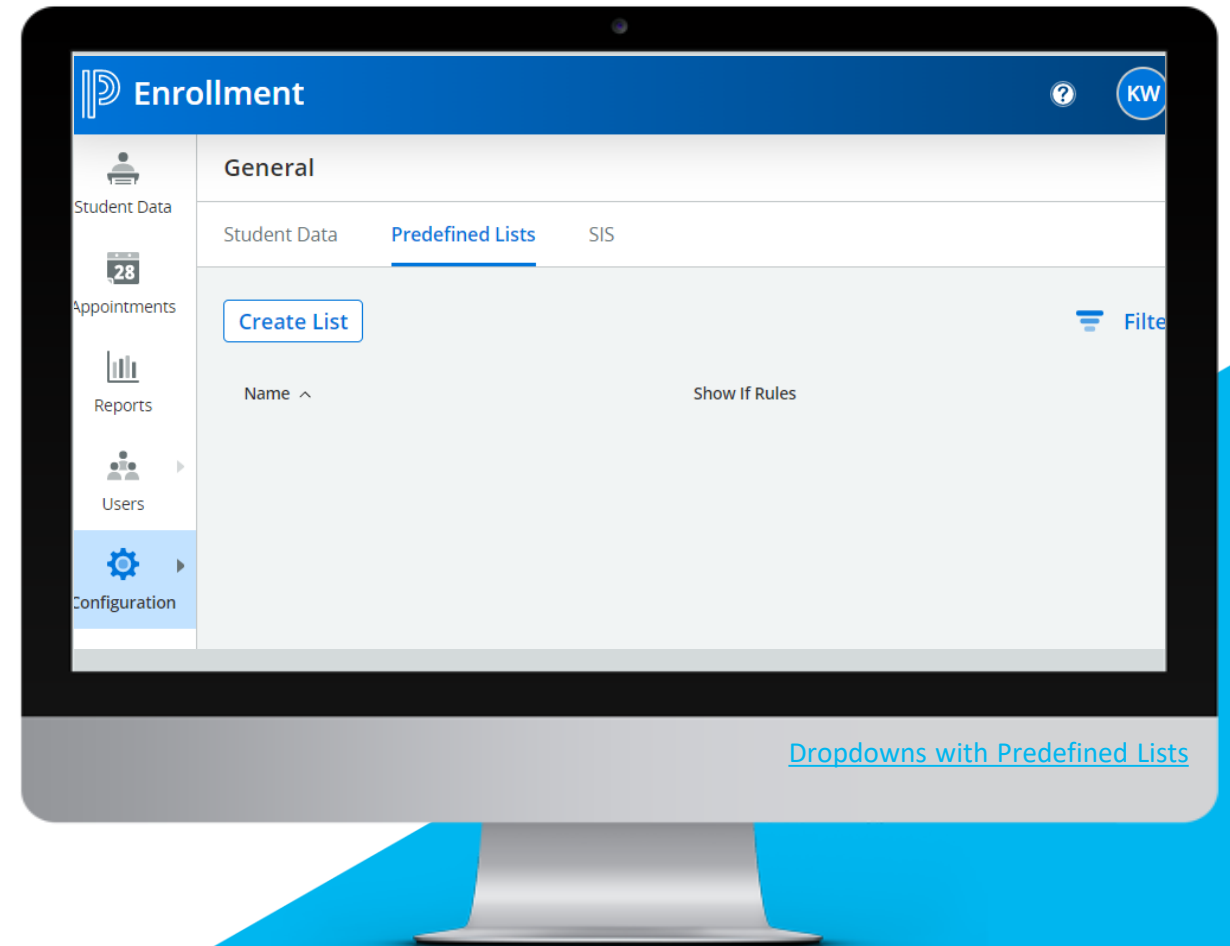 Enrollment
?
KW
Student Data
28
Appointments
Reports
Users
Configuration
General
Student Data Predefined Lists SIS
Create List
Filte
Name Show If Rules
Dropdowns with Predefined Lists